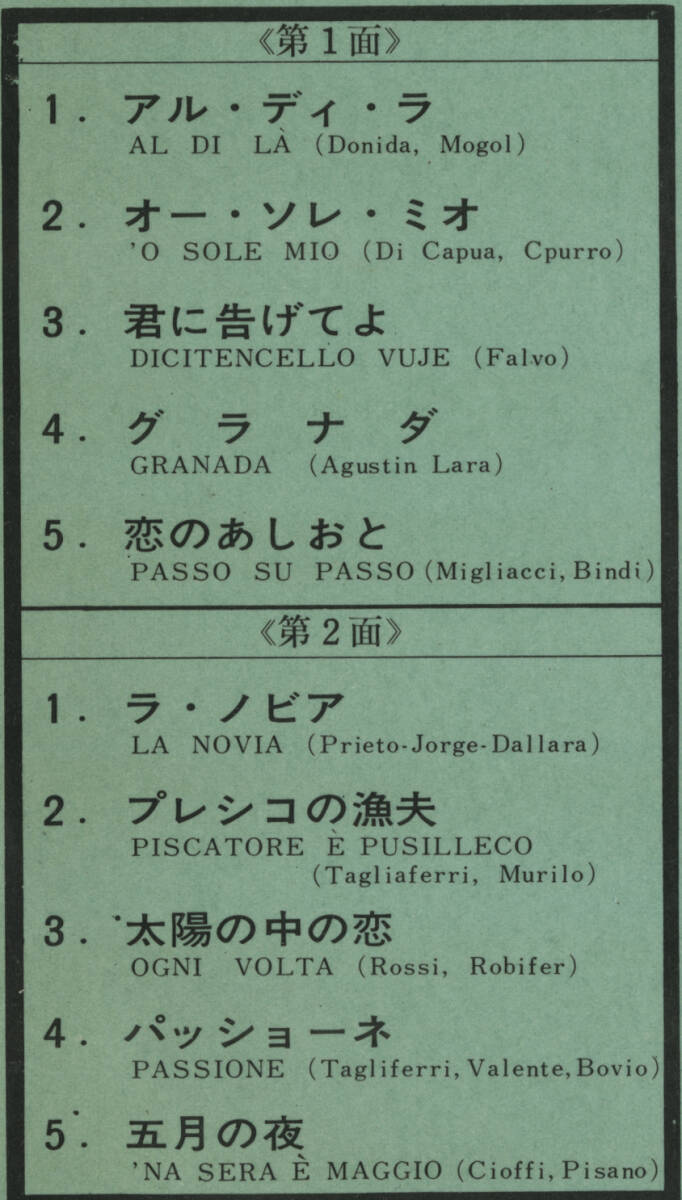 《第1面》
1. アル・ディ・ラ
AL DI LÀ (Donida, Mogol)
2. オー・ソレ・ミオ
'O SOLE MIO (Di Capua, Cpurro)
3. 君に告げてよ
DICITENCELLO VUJE (Falvo)
4. グラナダ
GRANADA (Agustin Lara)
5. 恋のあしおと
PASSO SU PASSO (Migliacci, Bindi)
《第2面》
1. ラ・ノビア
LA NOVIA (Prieto-Jorge-Dallara)
2. プレシコの漁夫
PISCATORE È PUSILLECO
(Tagliaferri, Murilo)
3. 太陽の中の恋
OGNI VOLTA (Rossi, Robifer)
4. パッショーネ
PASSIONE (Tagliferri, Valente, Bovio)
5. 五月の夜
'NA SERA È MAGGIO (Cioffi, Pisano)